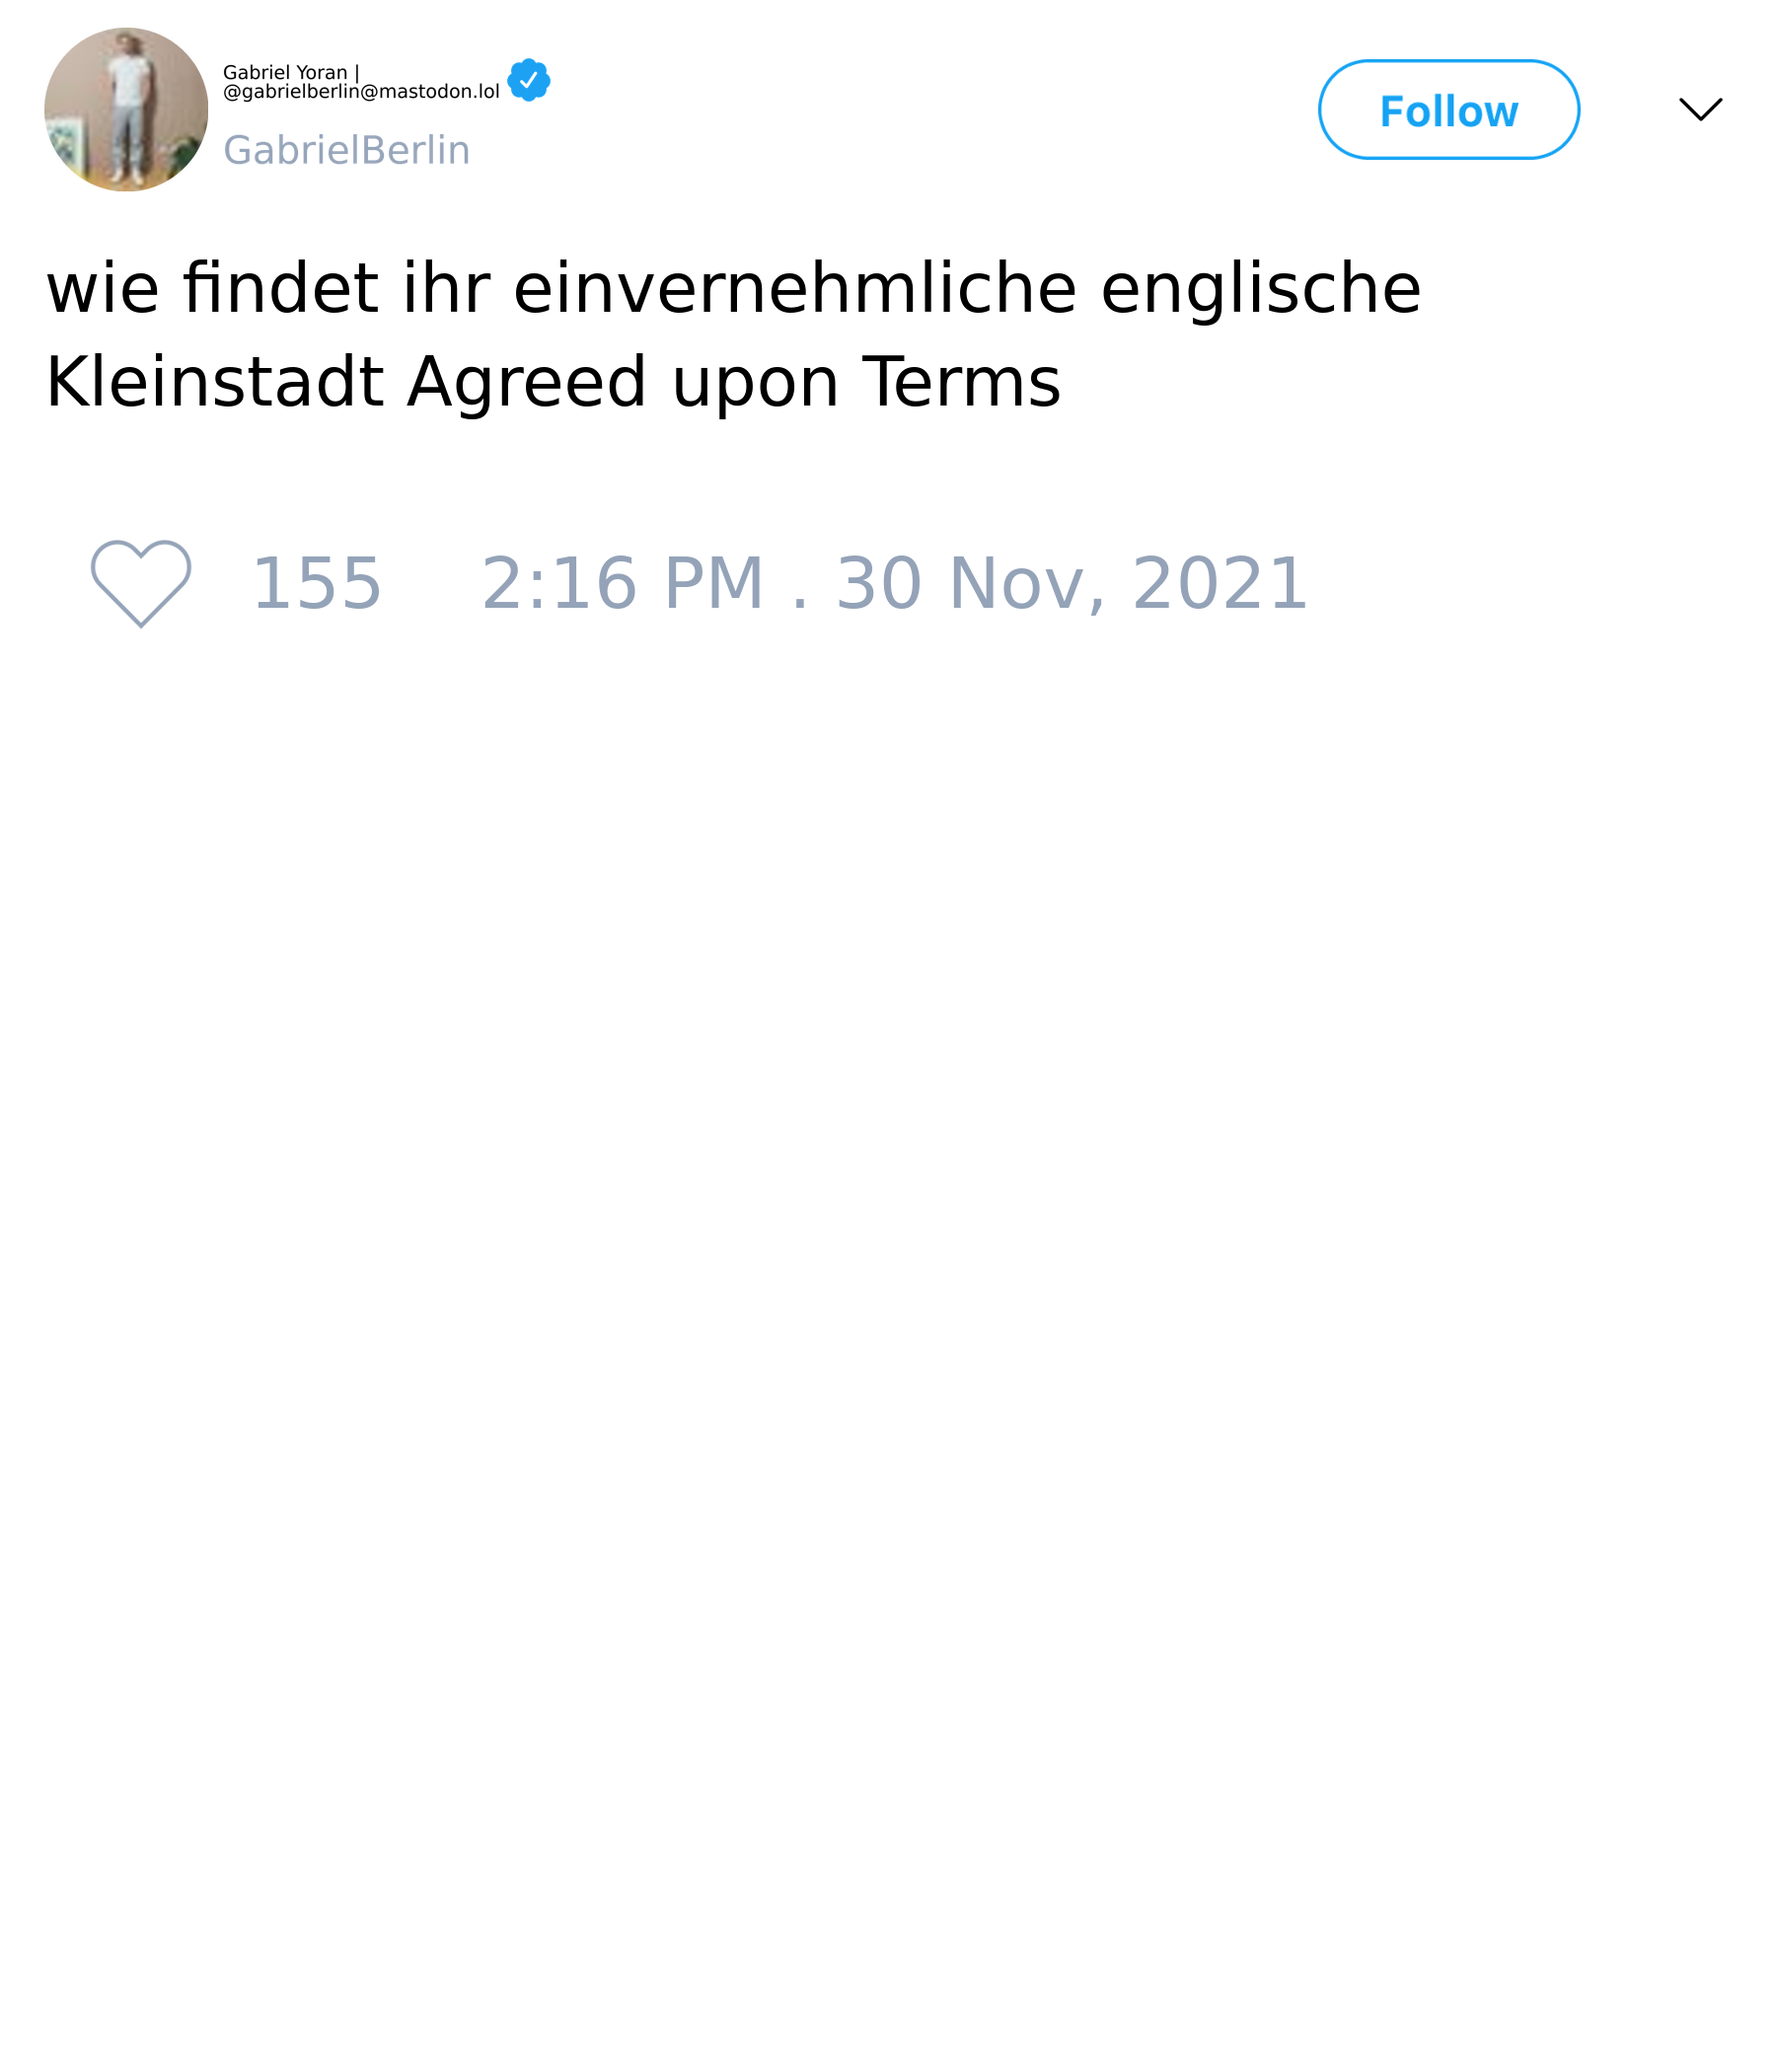 Gabriel Yoran |
@gabrielberlin@mastodon.lol
GabrielBerlin
Follow
wie findet ihr einvernehmliche englische
Kleinstadt Agreed upon Terms
155 2:16 PM . 30 Nov, 2021